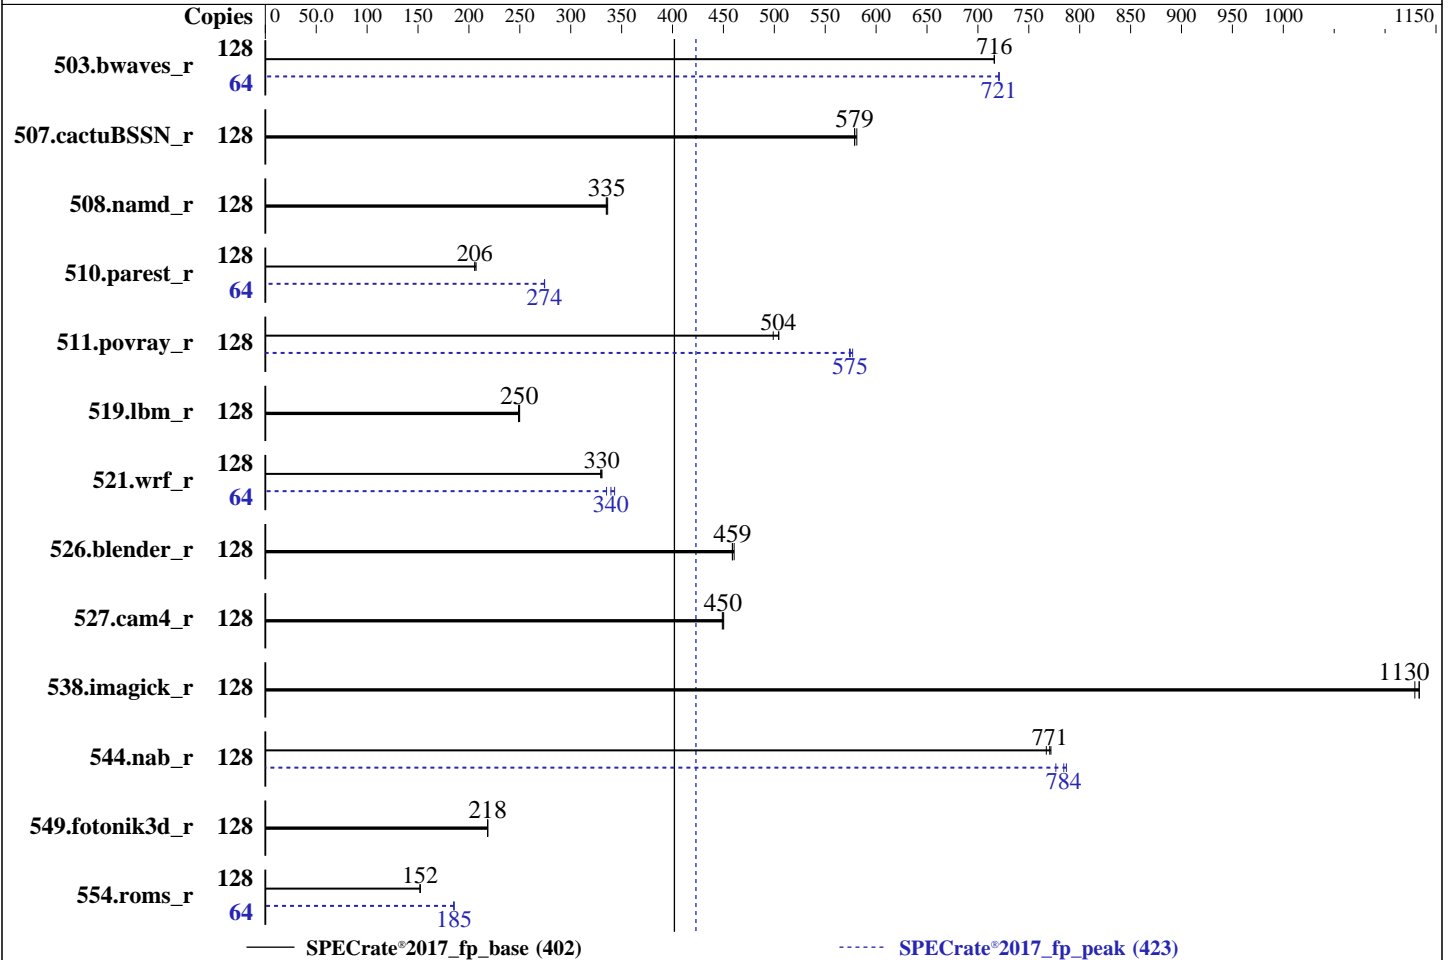 Copies 0 50.0 100 150 200 250 300 350 400 450 500 550 600 650 700 750 800 850 900 950 1000 1150
503.bwaves_r 128 716
64 721
507.cactuBSSN_r 128 579
508.namd_r 128 335
510.parest_r 128 206
64 274
511.povray_r 128 504
575
519.lbm_r 128 250
521.wrf_r 128 330
64 340
526.blender_r 128 459
527.cam4_r 128 450
538.imagick_r 128 1130
544.nab_r 128 771
784
549.fotonik3d_r 128 218
554.roms_r 128 152
64 185
SPECrate®2017_fp_base (402) SPECrate®2017_fp_peak (423)